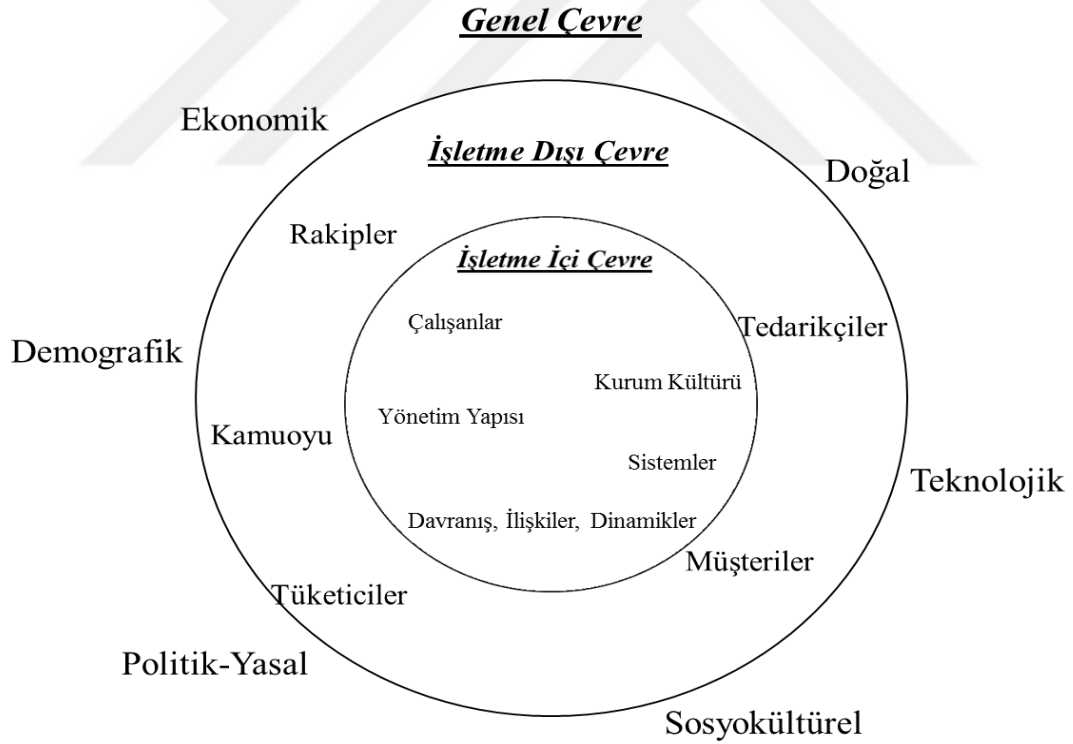 Genel Çevre
Ekonomik
İşletme Dışı Çevre
Doğal
Rakipler
İşletme İçi Çevre
Çalışanlar
Tedarikçiler
Demografik
Kurum Kültürü
Yönetim Yapısı
Kamuoyu
Sistemler
Teknolojik
Davranış, İlişkiler, Dinamikler
Müşteriler
Tüketiciler
Politik-Yasal
Sosyokültürel